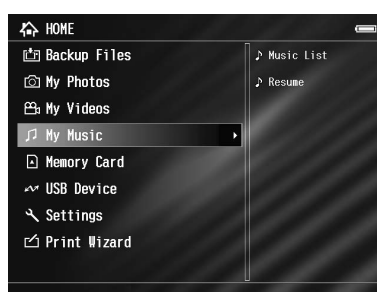 HOME
Backup Files
My Photos
My Videos
My Music
Memory Card
USB Device
Settings
Print Wizard
Music List
Resume